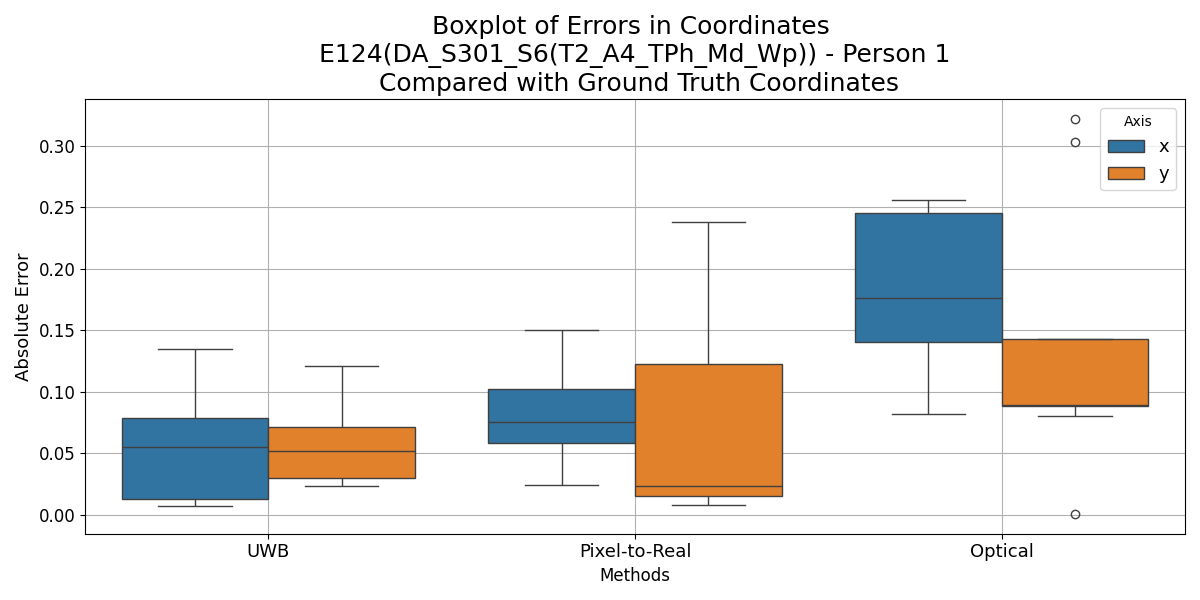 Boxplot of Errors in Coordinates
E124(DA_S301_S6(T2_A4_TPh_Md_Wp)) - Person 1
Compared with Ground Truth Coordinates
Absolute Error
0.30
0.25
0.20
0.15
0.10
0.05
0.00
Axis
x
y
UWB
Pixel-to-Real
Optical
Methods